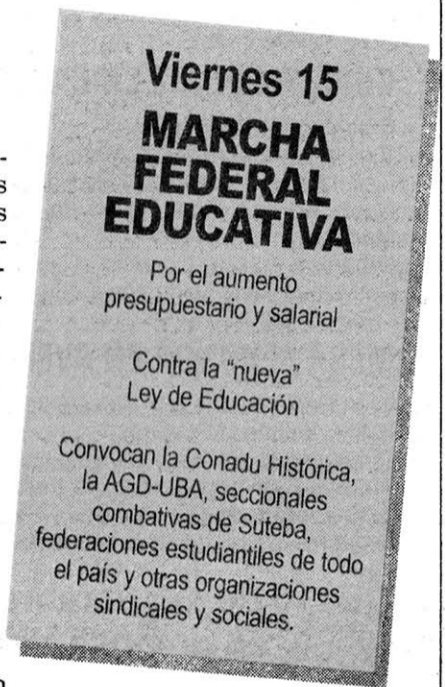 Viernes 15
MARCHA
FEDERAL
EDUCATIVA
Por el aumento
presupuestario y salarial
Contra la “nueva”
Ley de Educación
Convocan la Conadu Histórica,
la AGD-UBA, seccionales
combativas de Suteba,
federaciones estudiantiles de todo
el país y otras organizaciones
sindicales y sociales.